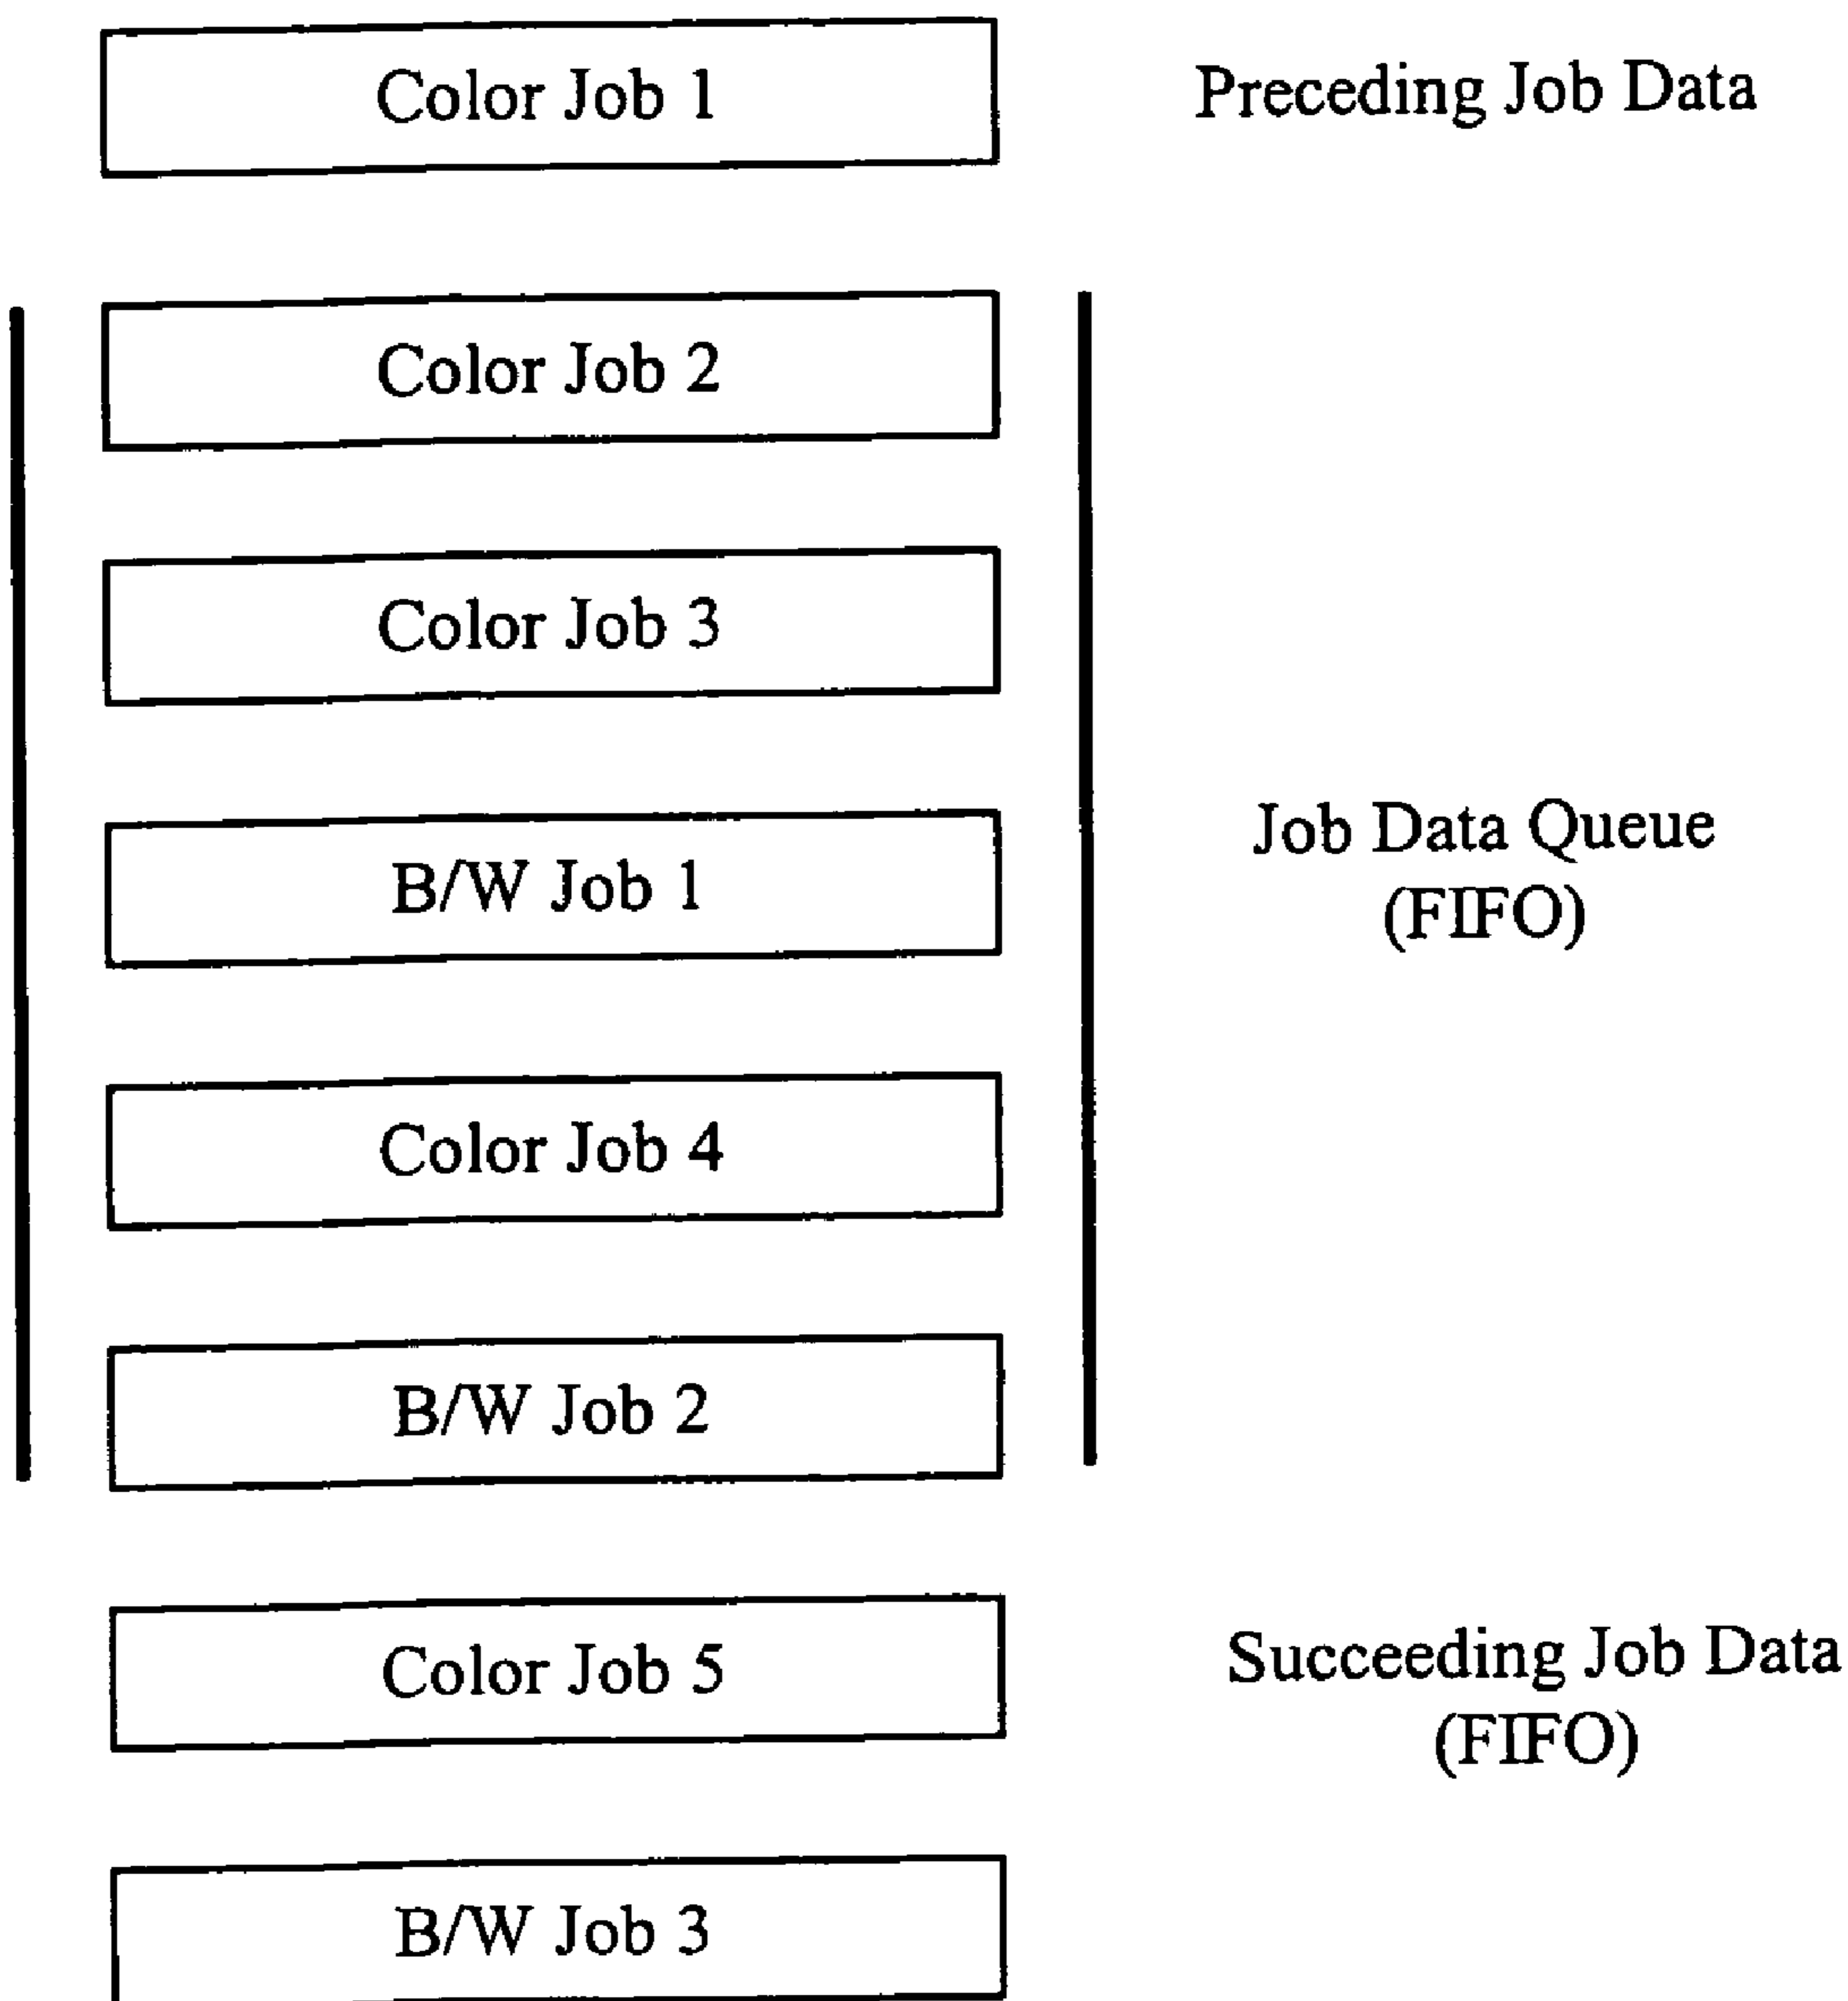 Color Job 1
Preceding Job Data
Color Job 2
Color Job 3
B/W Job 1
Job Data Queue
(FIFO)
Color Job 4
B/W Job 2
Color Job 5
Succeeding Job Data
(FIFO)
B/W Job 3